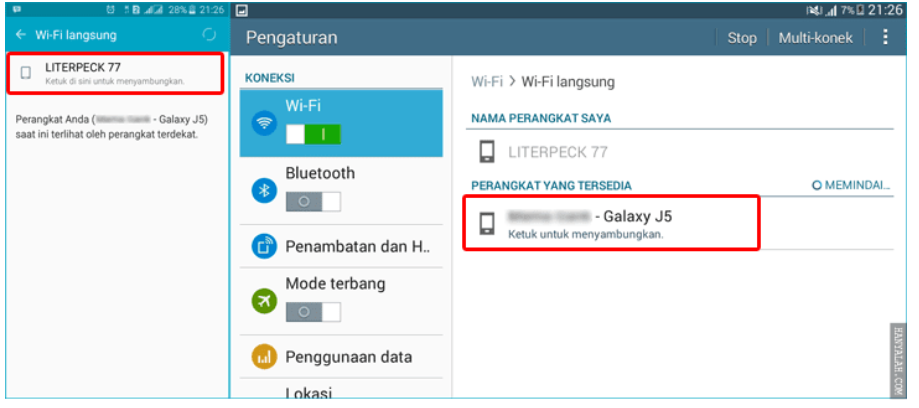 28% 21:26
Wi-Fi langsung
LITERPECK 77
Ketuk di sini untuk menyambungkan.
Perangkat Anda ( - Galaxy J5)
saat ini terlihat oleh perangkat terdekat.
7% 21:26
Pengaturan
Stop
Multi-konek
KONEKSI
Wi-Fi
Bluetooth
Penambatan dan H..
Mode terbang
Penggunaan data
Lokasi
Wi-Fi > Wi-Fi langsung
NAMA PERANGKAT SAYA
LITERPECK 77
PERANGKAT YANG TERSEDIA
MEMINDAI...
- Galaxy J5
Ketuk untuk menyambungkan.
HANYALAH.COM